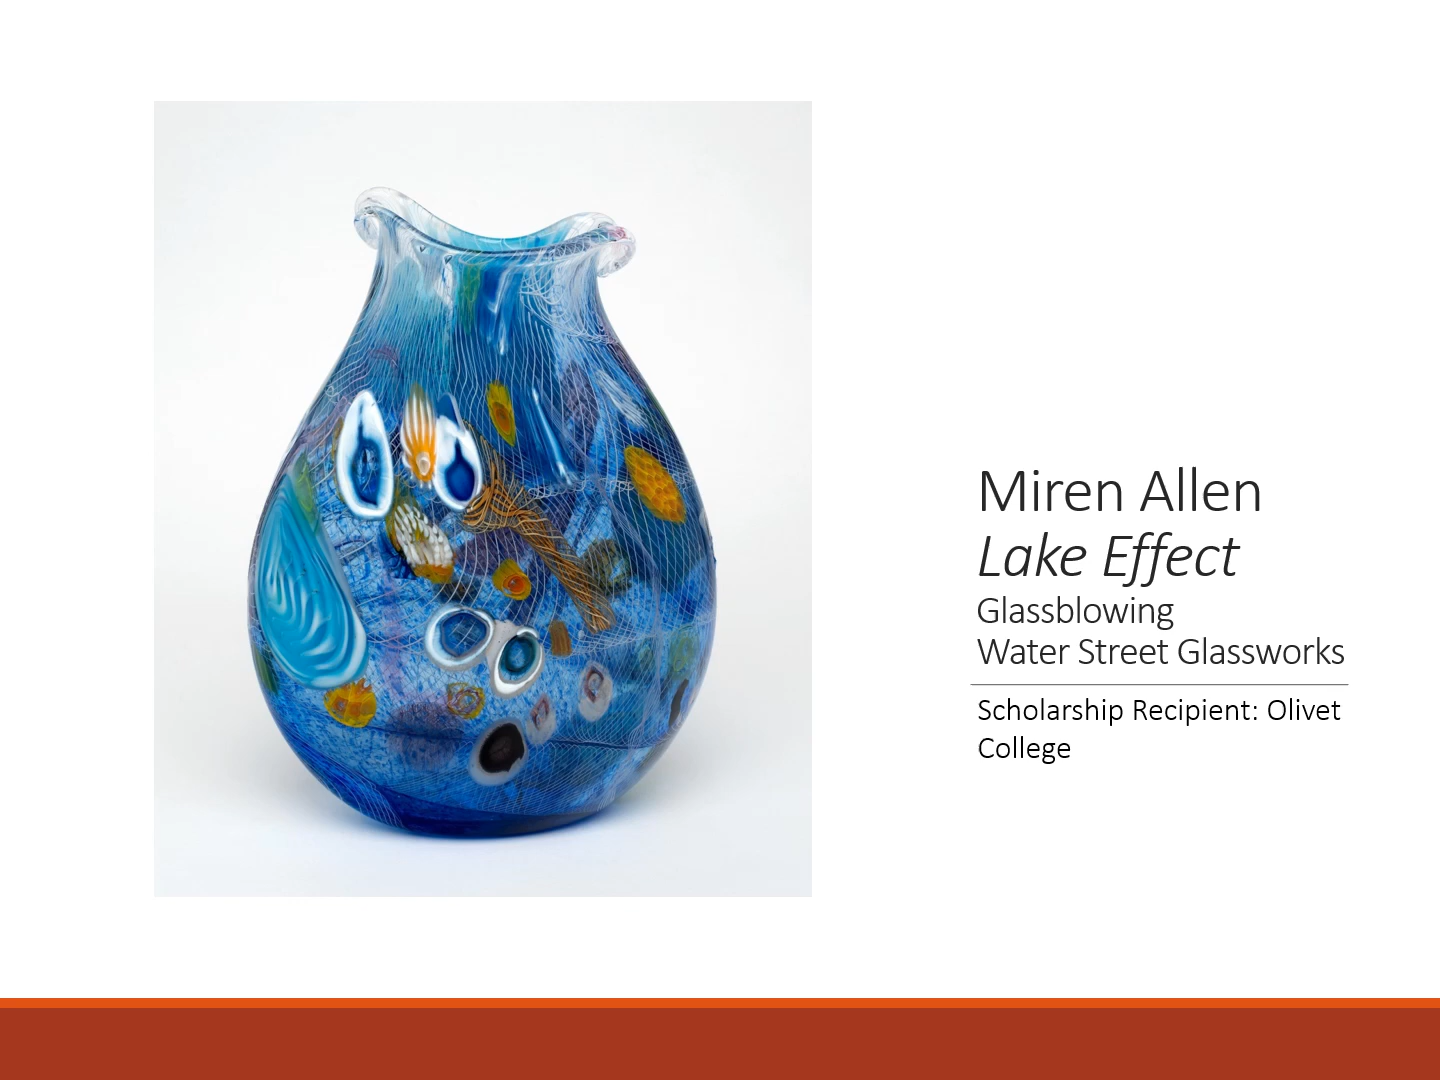 Miren Allen
Lake Effect
Glassblowing
Water Street Glassworks
Scholarship Recipient: Olivet
College